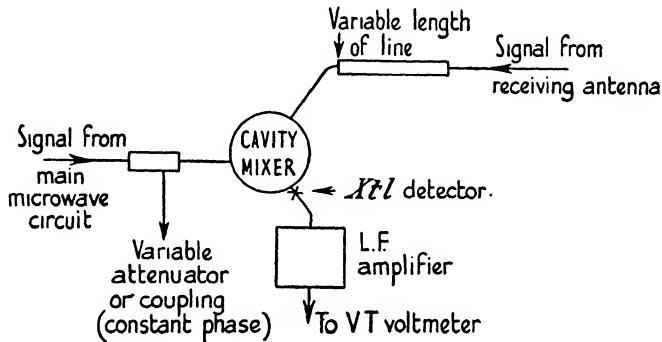 Variable length
of line
Signal from
receiving antenna
Signal from
main
microwave
circuit
CAVITY
MIXER
Xtl detector.
Variable
attenuator
or coupling
(constant phase)
L.F.
amplifier
To VT voltmeter